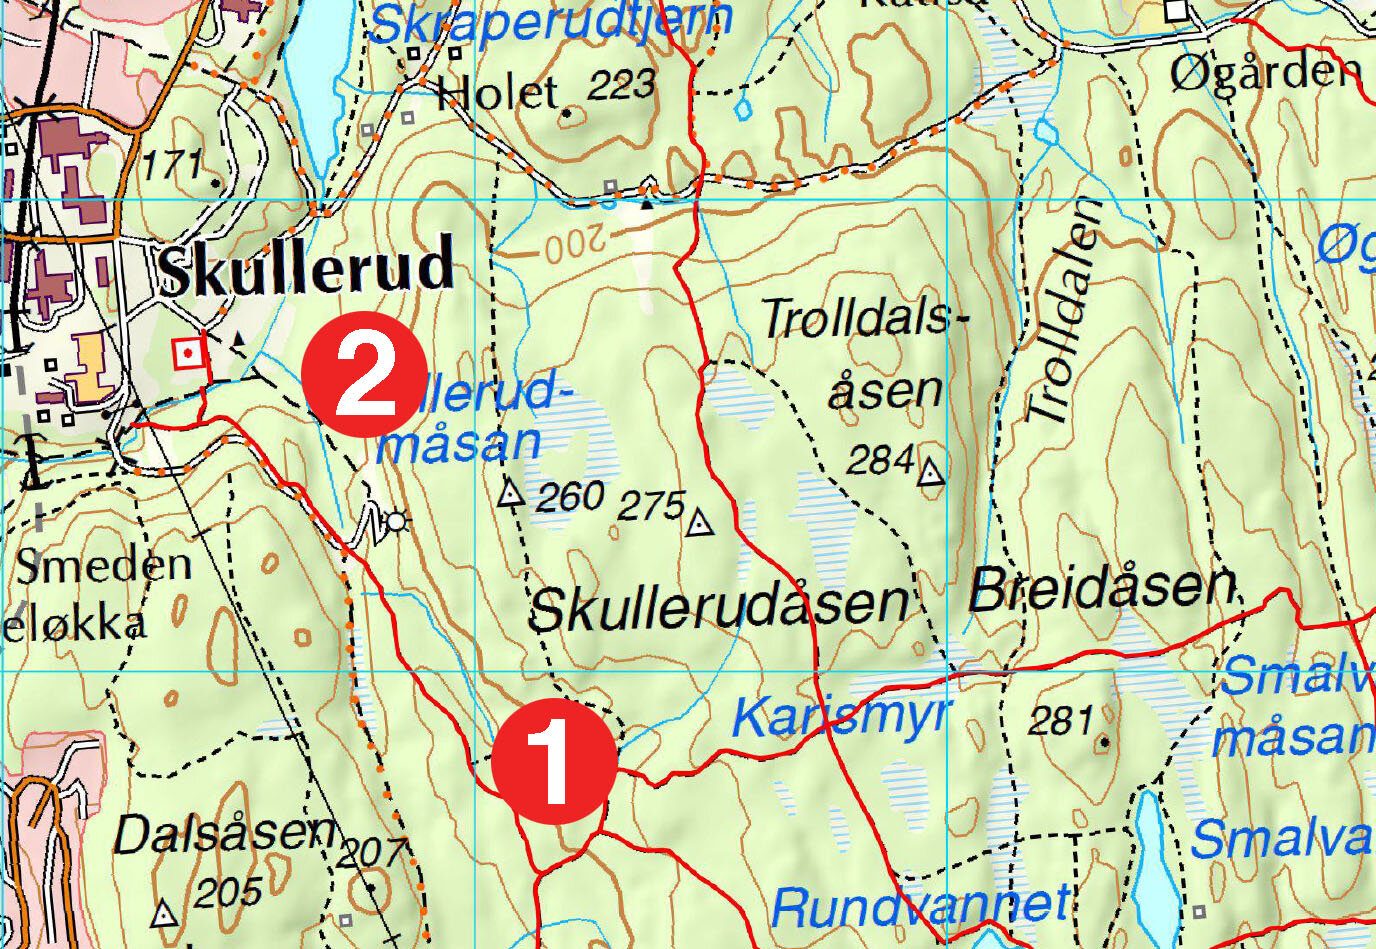 Skraperudtjern
Holet
223
Øgården
171
200
Skullerud
Trolldals-
åsen
Trolldalen
2
llerud-
måsan
284
260
275
Smeden
eløkka
Skullerudåsen
Breidåsen
Smalv
måsan
Karismyr
281
1
Dalsåsen
207
205
Smalva
Rundvannet